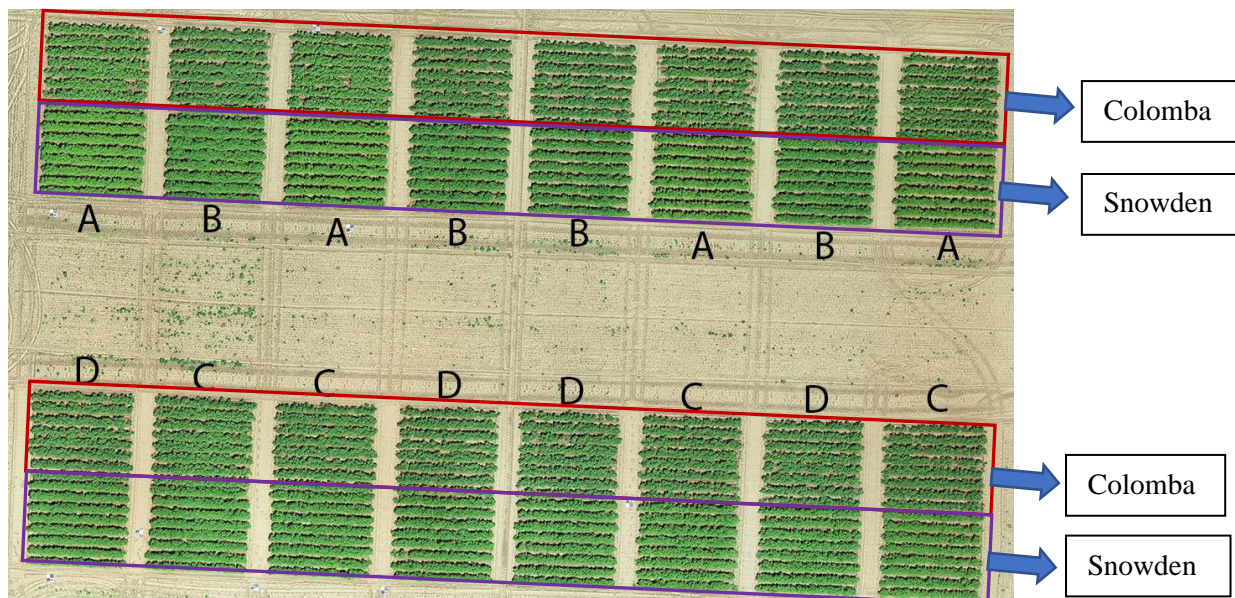 Colomba
Snowden
A B A B B A B A
D C C D D C D C
Colomba
Snowden